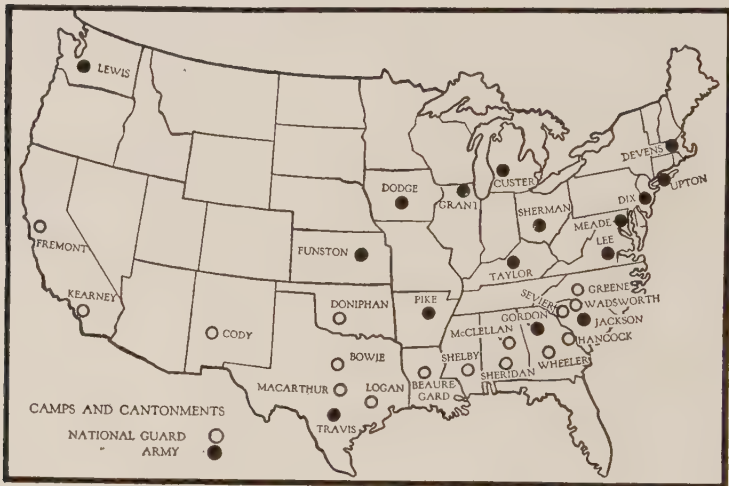 LEWIS
DEVENS
CUSTER
UPTON
DODGE
GRANT
DIX
SHERMAN
MEADE
FREMONT
FUNSTON
LEE
TAYLOR
KEARNEY
DONIPHAN
PIKE
SEVIER
GREENE
WADSWORTH
CODY
GORDON
JACKSON
McCLELLAN
HANCOCK
BOWIE
SHELBY
WHEELER
MACARTHUR
LOGAN
BEAURE-
GARD
SHERIDAN
TRAVIS
CAMPS AND CANTONMENTS
NATIONAL GUARD
" ARMY